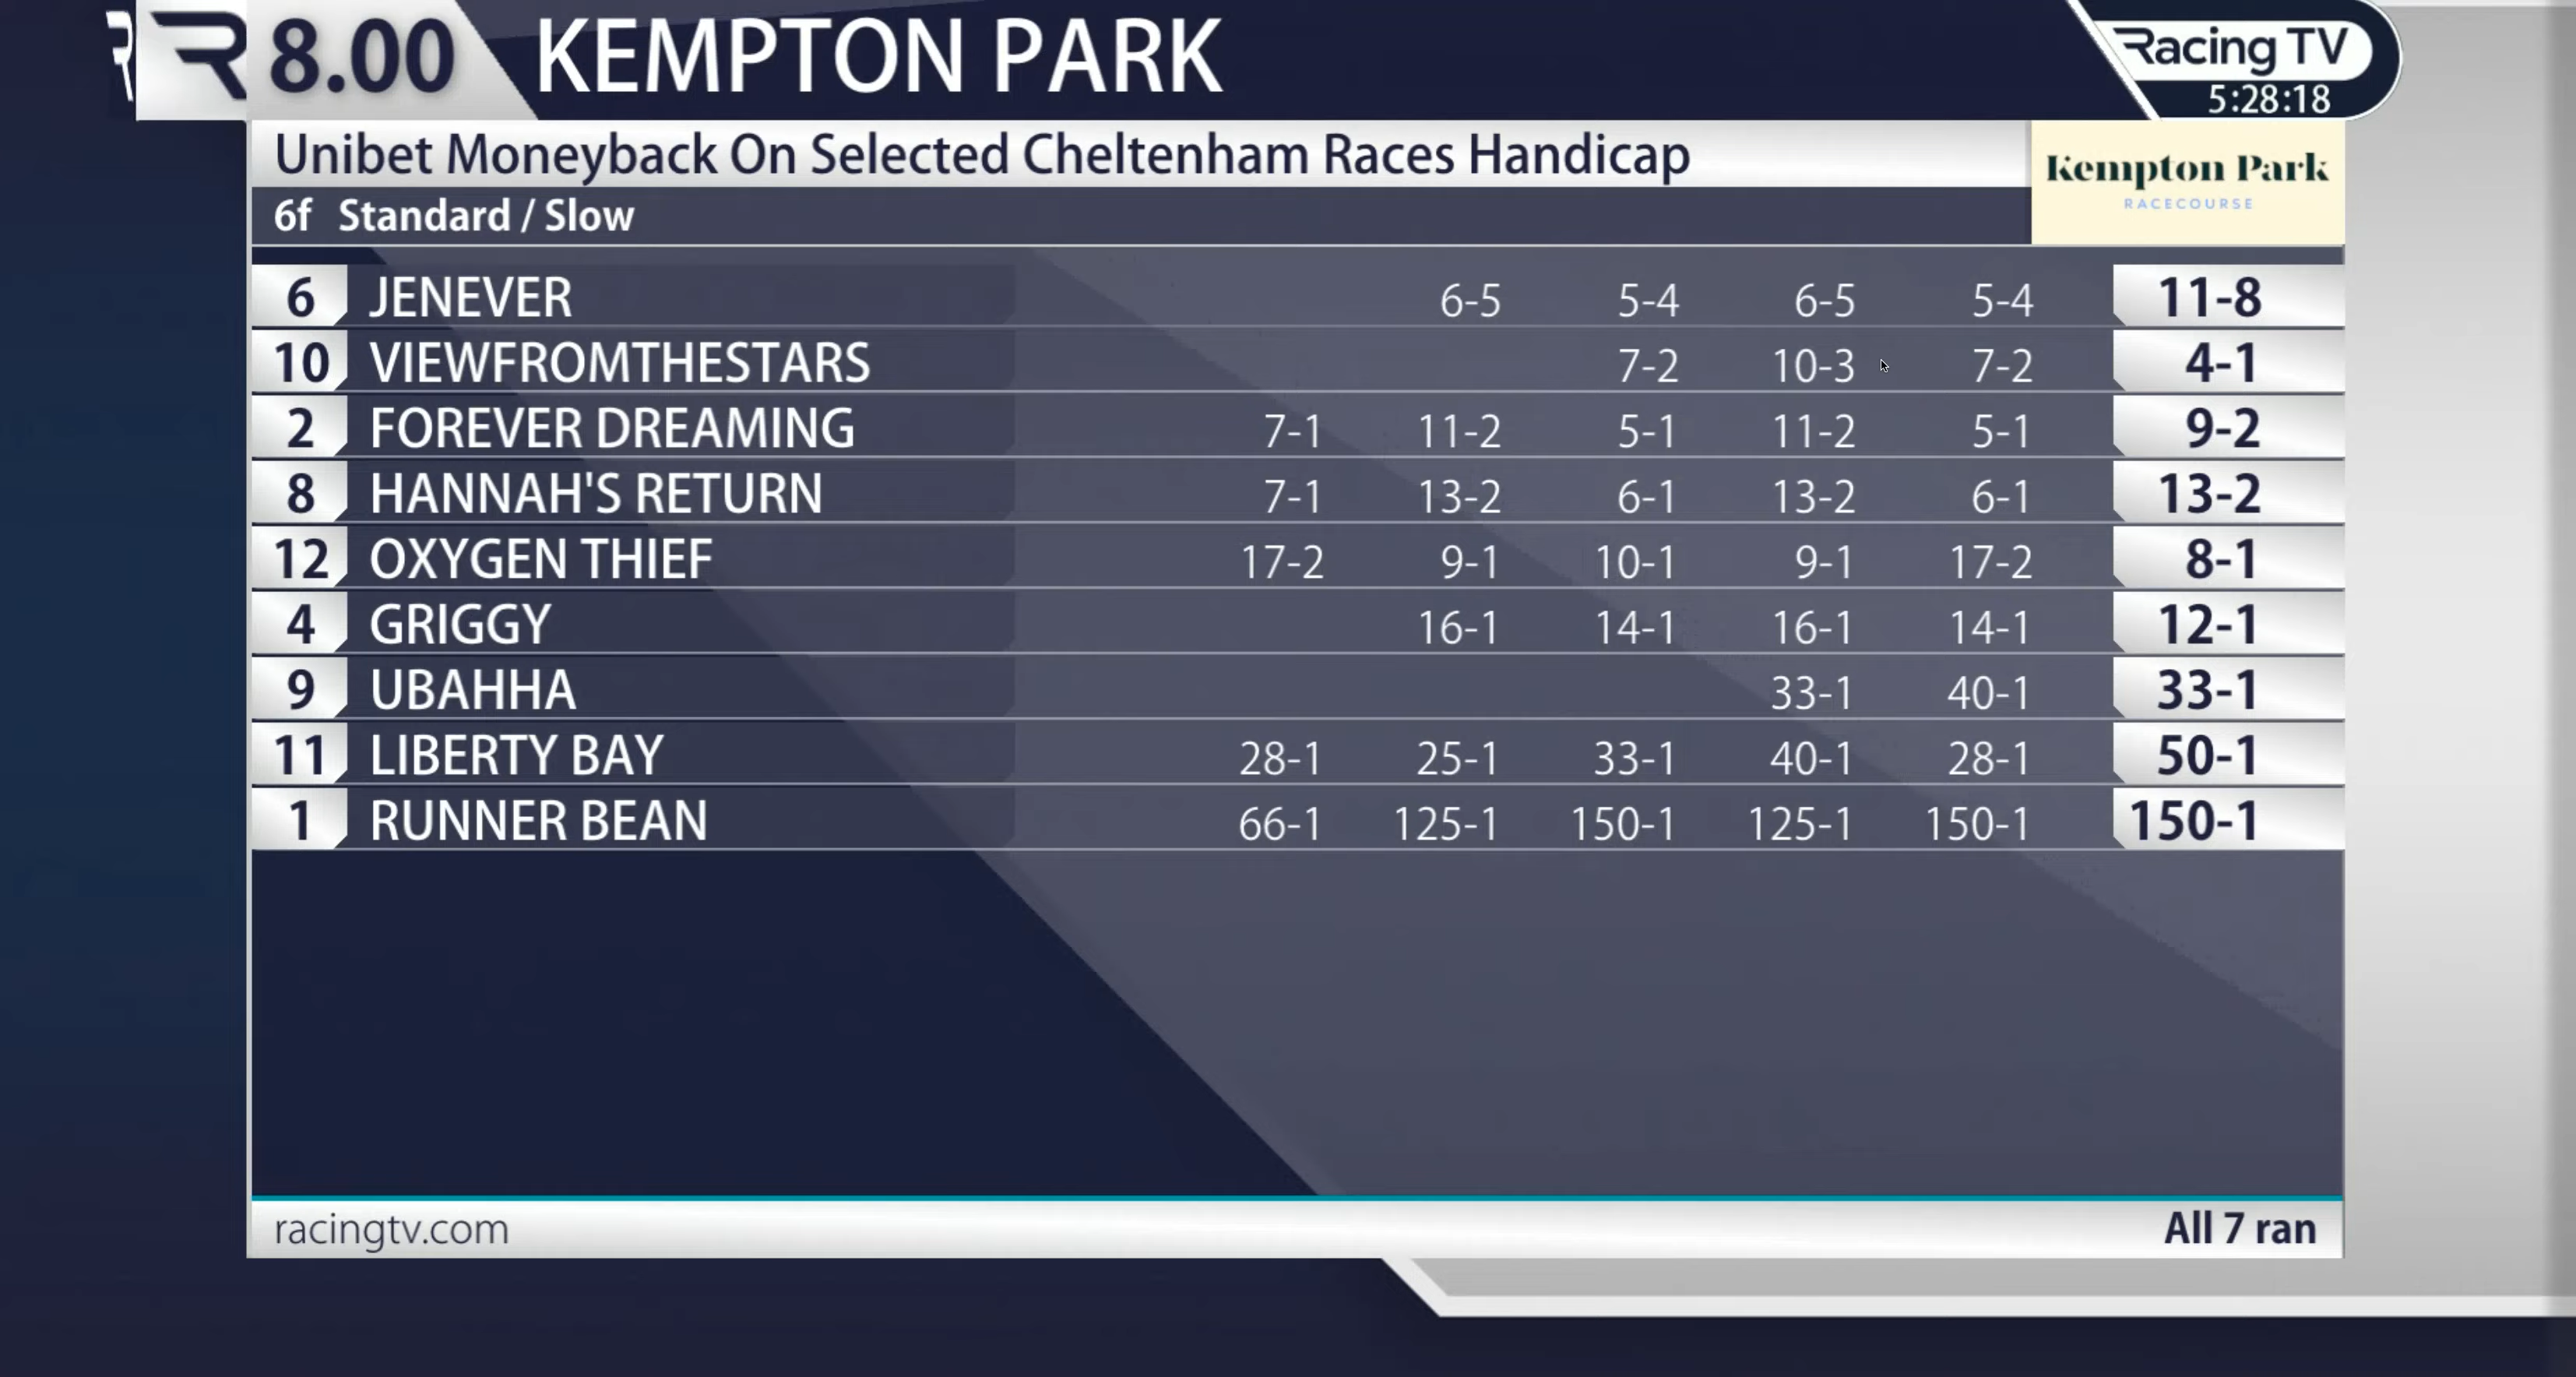 8.00 KEMPTON PARK
Racing TV
5:28:18
Unibet Moneyback On Selected Cheltenham Races Handicap
Kempton Park
RACECOURSE
6f Standard / Slow
6 JENEVER 6-5 5-4 6-5 5-4 11-8
10 VIEWFROMTHESTARS 7-2 10-3 7-2 4-1
2 FOREVER DREAMING 7-1 11-2 5-1 11-2 5-1 9-2
8 HANNAH'S RETURN 7-1 13-2 6-1 13-2 6-1 13-2
12 OXYGEN THIEF 17-2 9-1 10-1 9-1 17-2 8-1
4 GRIGGY 16-1 14-1 16-1 14-1 12-1
9 UBAHHA 33-1 40-1 33-1
11 LIBERTY BAY 28-1 25-1 33-1 40-1 28-1 50-1
1 RUNNER BEAN 66-1 125-1 150-1 125-1 150-1 150-1
racingtv.com
All 7 ran